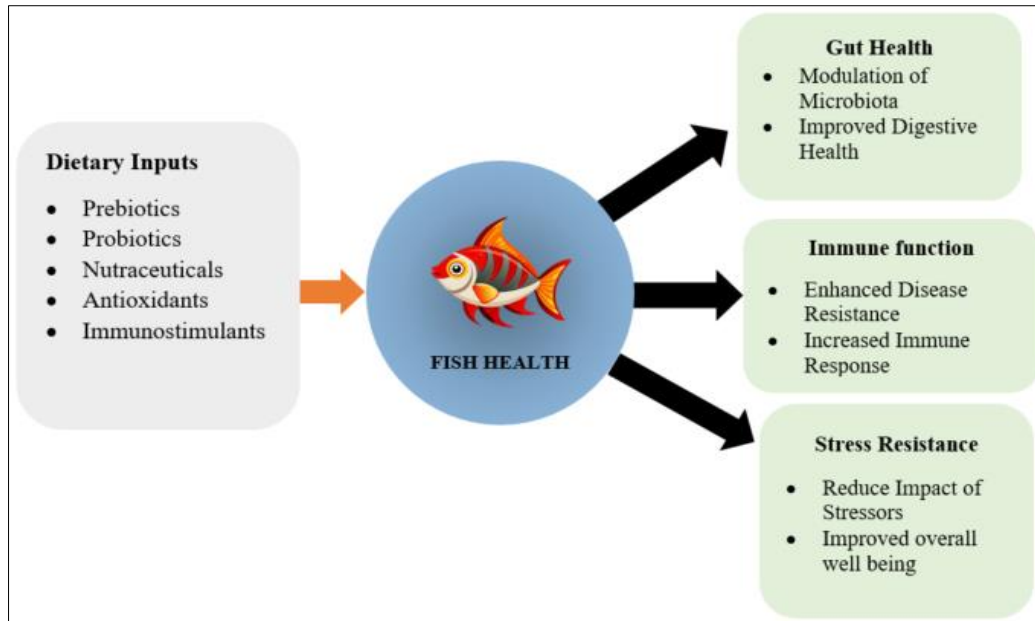 Dietary Inputs
• Prebiotics
• Probiotics
• Nutraceuticals
• Antioxidants
• Immunostimulants
FISH HEALTH
Gut Health
• Modulation of
Microbiota
• Improved Digestive
Health
Immune function
• Enhanced Disease
Resistance
• Increased Immune
Response
Stress Resistance
• Reduce Impact of
Stressors
• Improved overall
well being